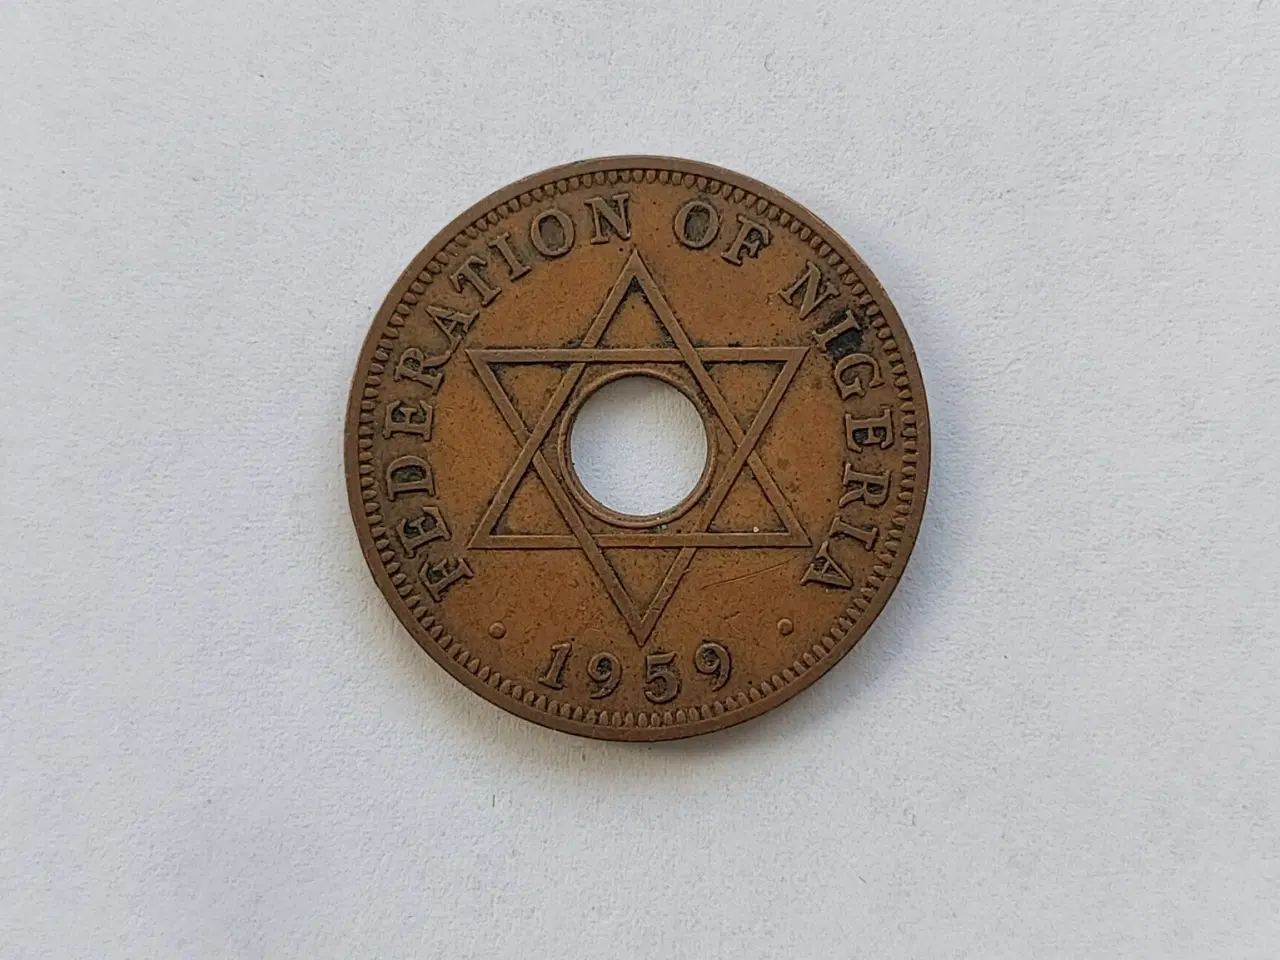 FEDERATION OF NIGERIA
1959